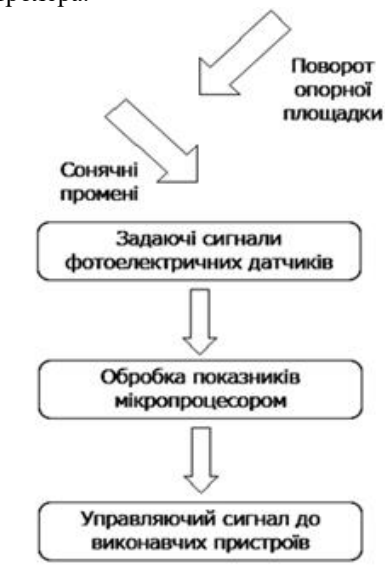 Поворот
опорної
площадки
Сонячні
промені
Задаючі сигнали
фотоелектричних датчиків
Обробка показників
мікропроцесором
Управляючий сигнал до
виконавчих пристроїв